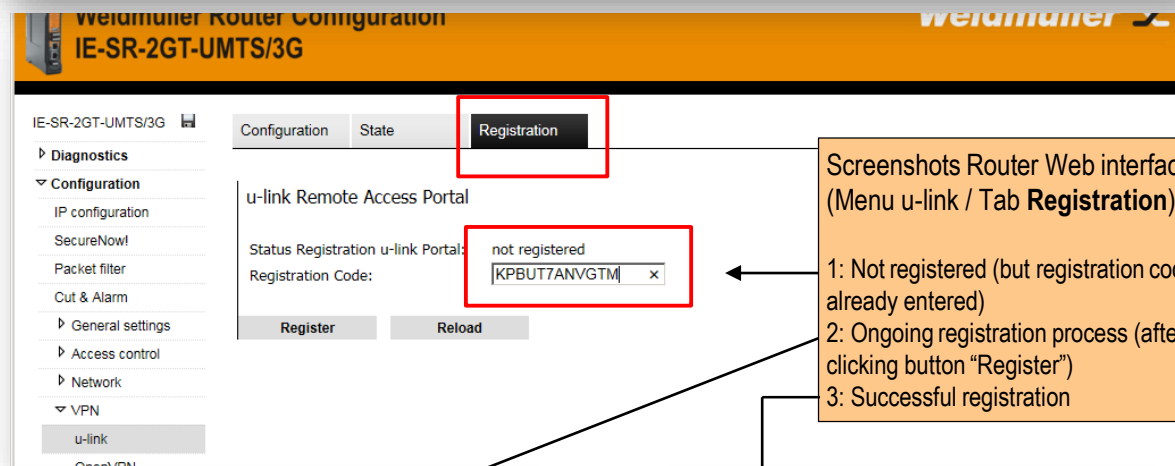 Weidmüller Router Configuration
IE-SR-2GT-UMTS/3G
Weidmüller
IE-SR-2GT-UMTS/3G
Diagnostics
Configuration
IP configuration
SecureNow!
Packet filter
Cut & Alarm
General settings
Access control
Network
VPN
u-link
OpenVPN
Configuration State Registration
u-link Remote Access Portal
Status Registration u-link Portal: not registered
Registration Code: KPBUT7ANVGTM ×
Register Reload
Screenshots Router Web interfac
(Menu u-link / Tab Registration)
1: Not registered (but registration co
already entered)
2: Ongoing registration process (afte
clicking button “Register”)
3: Successful registration